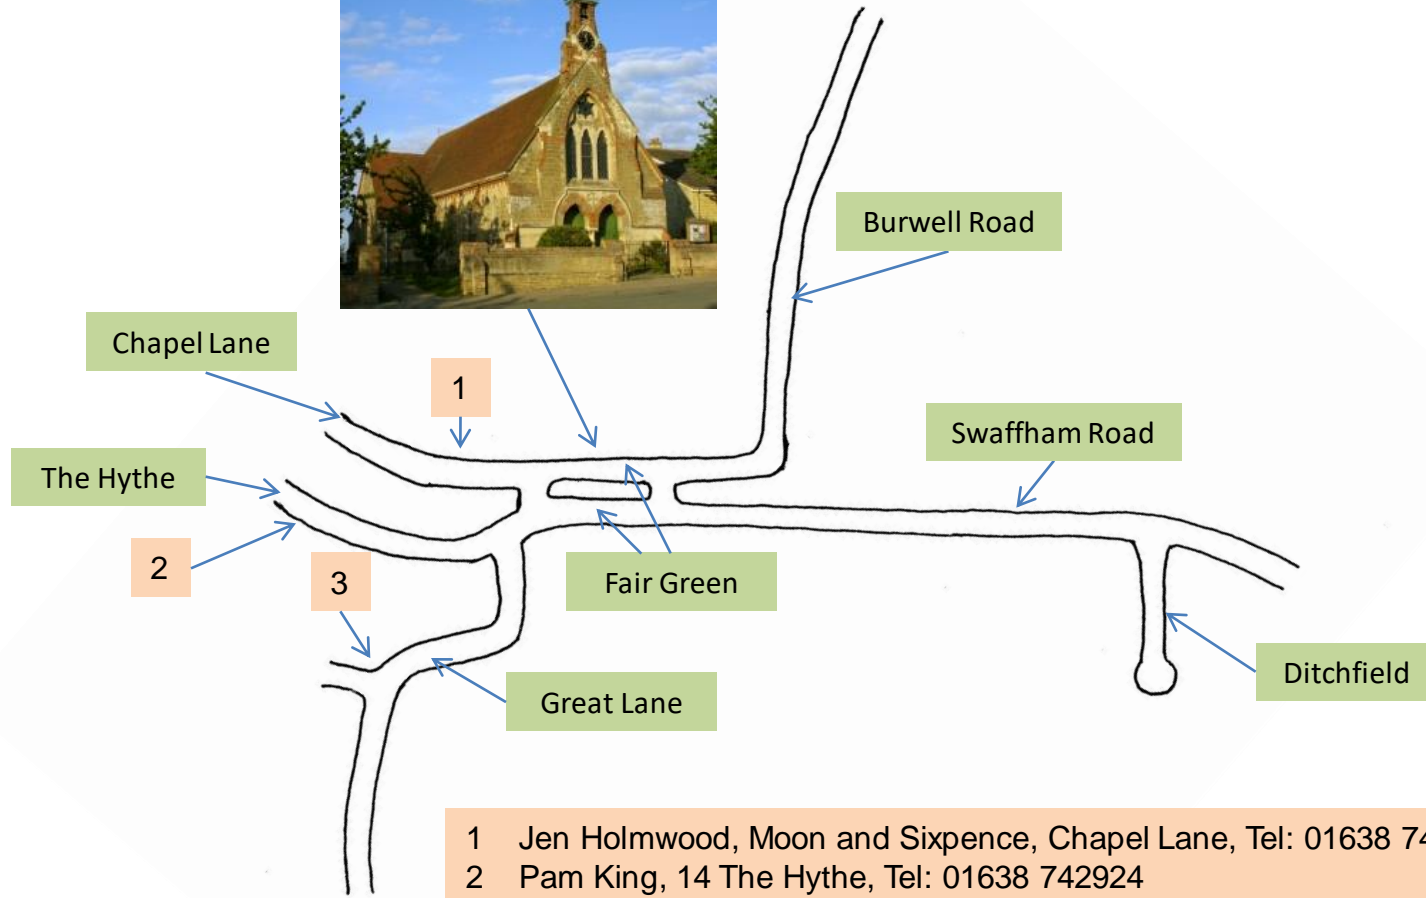 Burwell Road
Chapel Lane
1
Swaffham Road
The Hythe
2
3
Fair Green
Ditchfield
Great Lane
1 Jen Holmwood, Moon and Sixpence, Chapel Lane, Tel: 01638 74
2 Pam King, 14 The Hythe, Tel: 01638 742924